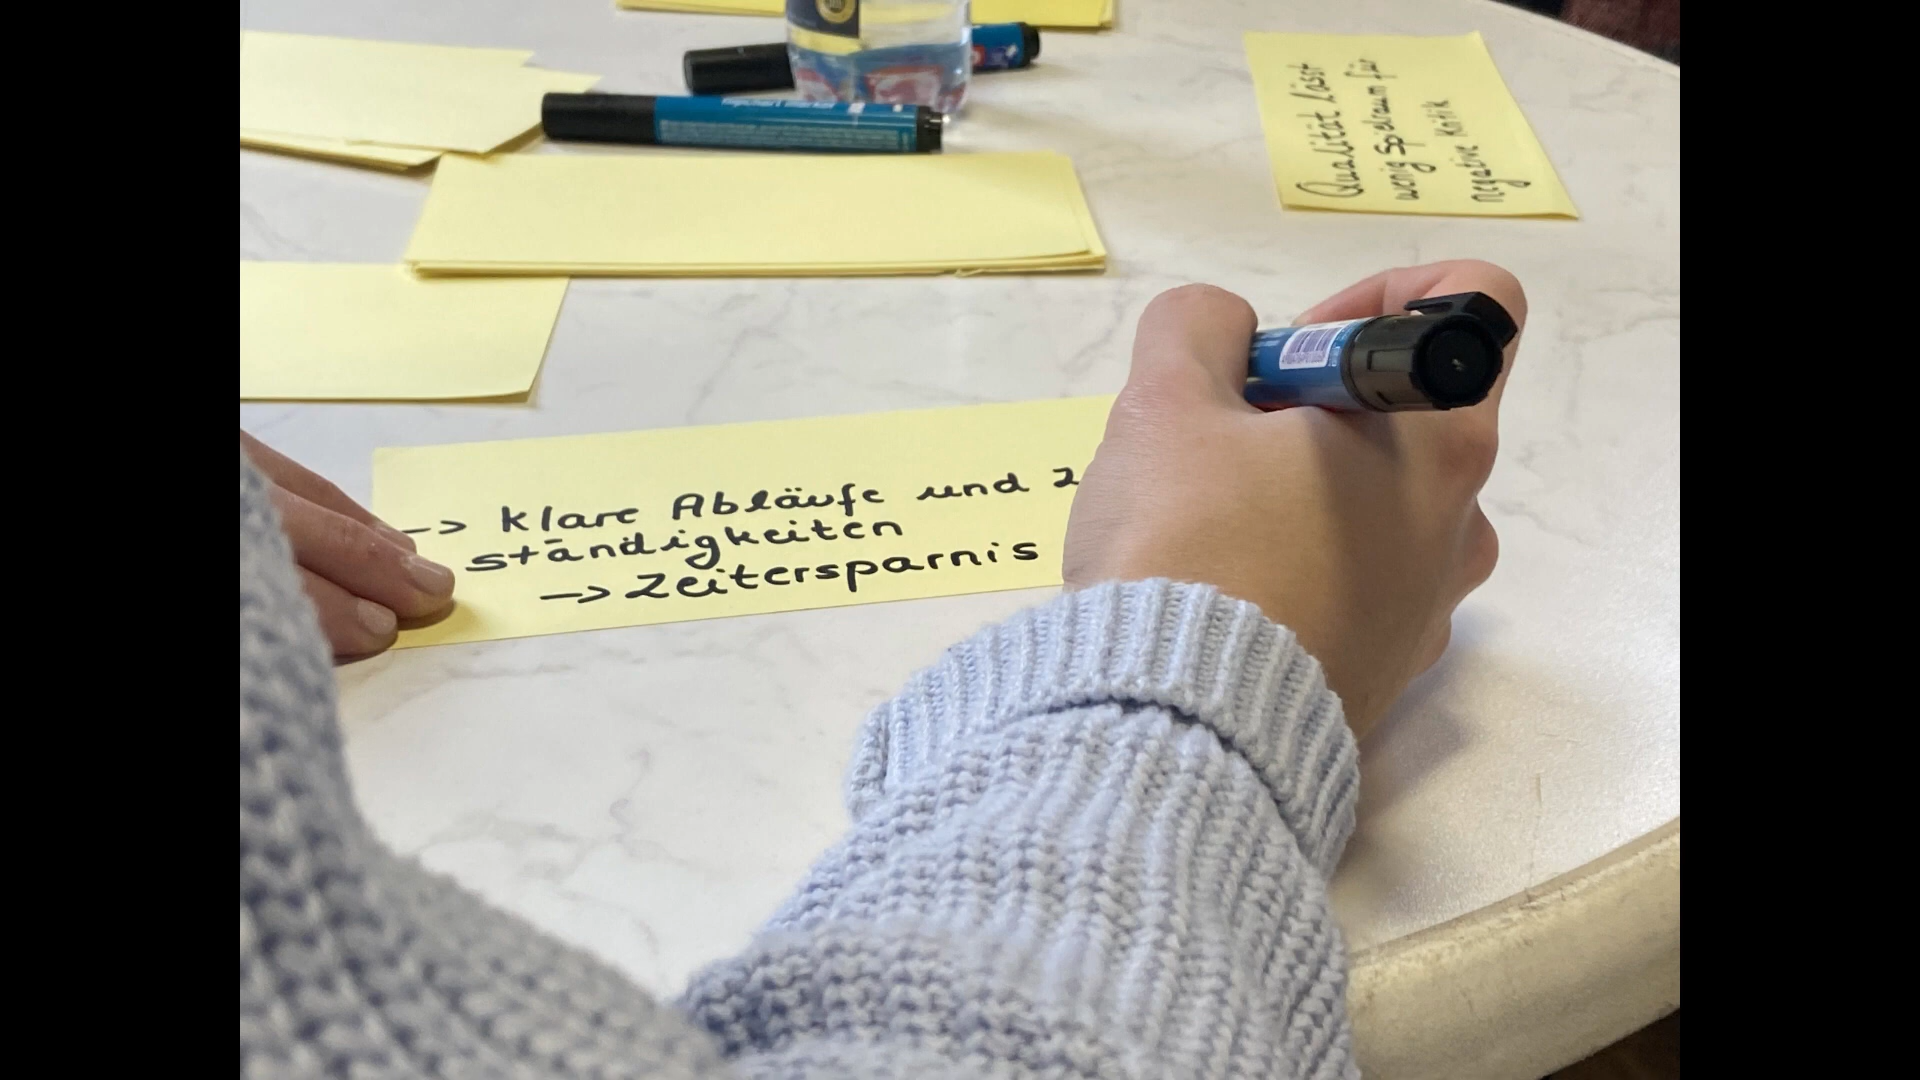 -> klare Abläufe und Z
ständigkeiten
-> Zeitersparnis
Qualität lässt
wenig Spielraum für
negative Kritik